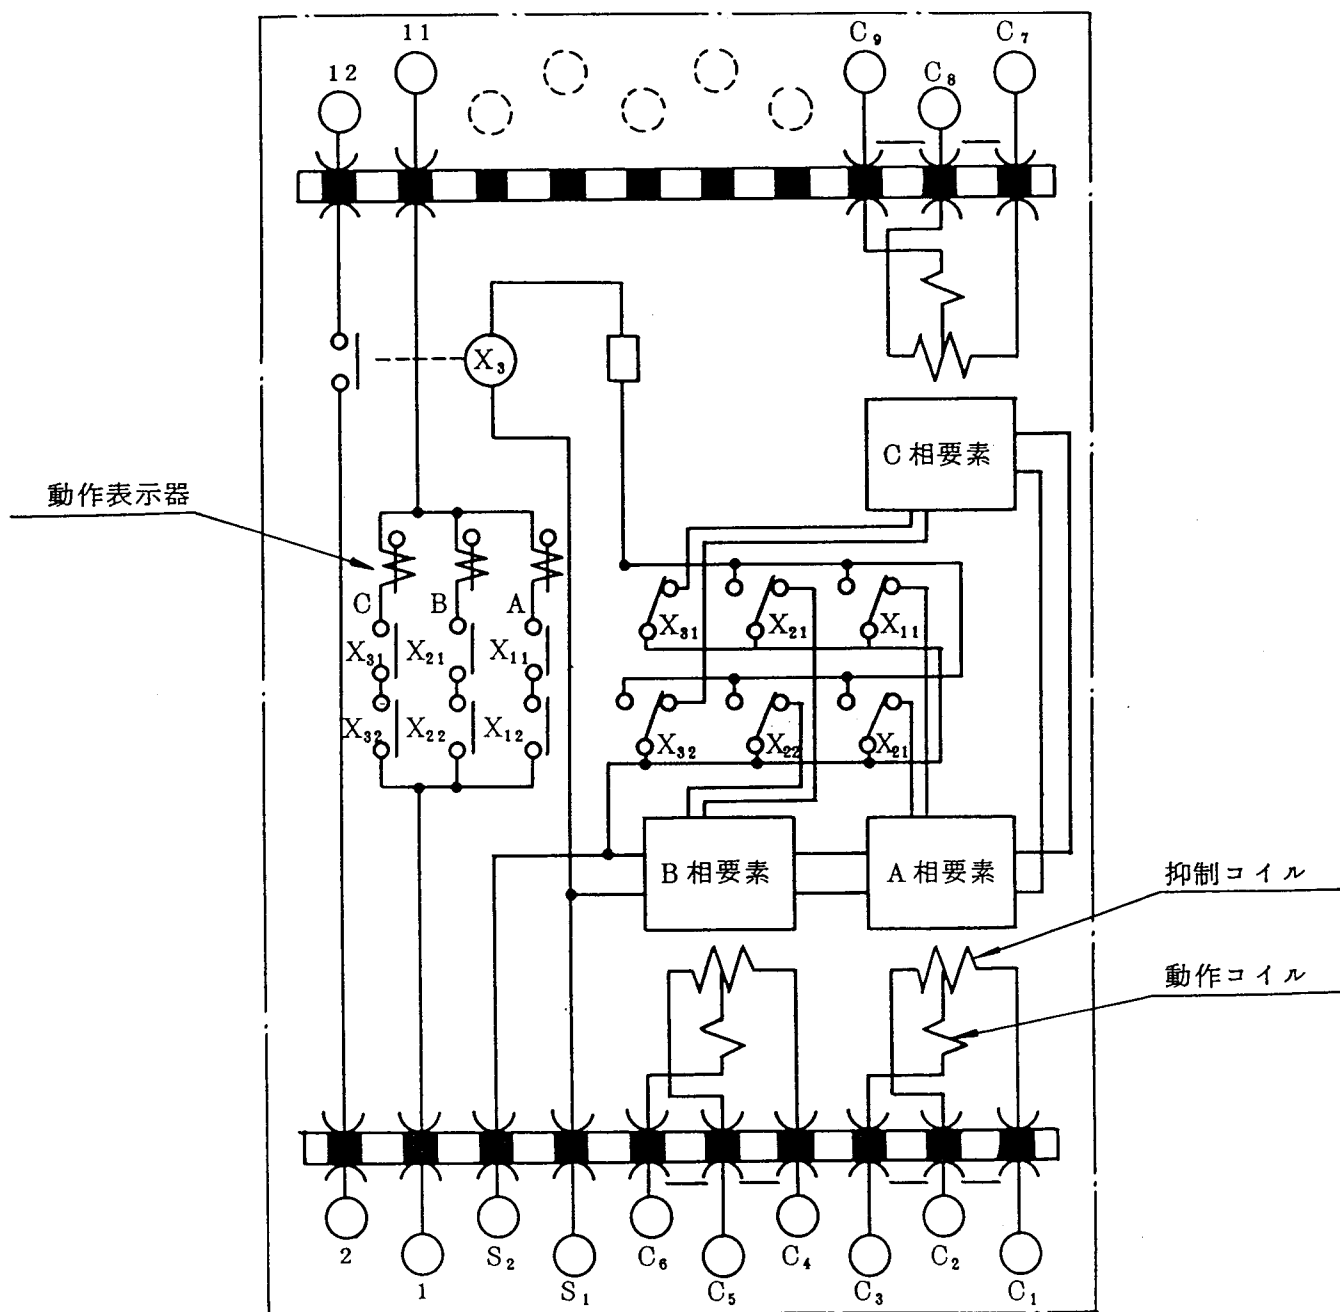 11
12
C₉
C₈
C₇
X₃
C相要素
動作表示器
C
B
A
X₃₁
X₂₁
X₁₁
X₃₁
X₂₁
X₁₁
X₃₂
X₂₂
X₁₂
X₃₂
X₂₂
X₂₁
B相要素
A相要素
抑制コイル
動作コイル
2
1
S₂
S₁
C₆
C₅
C₄
C₃
C₂
C₁